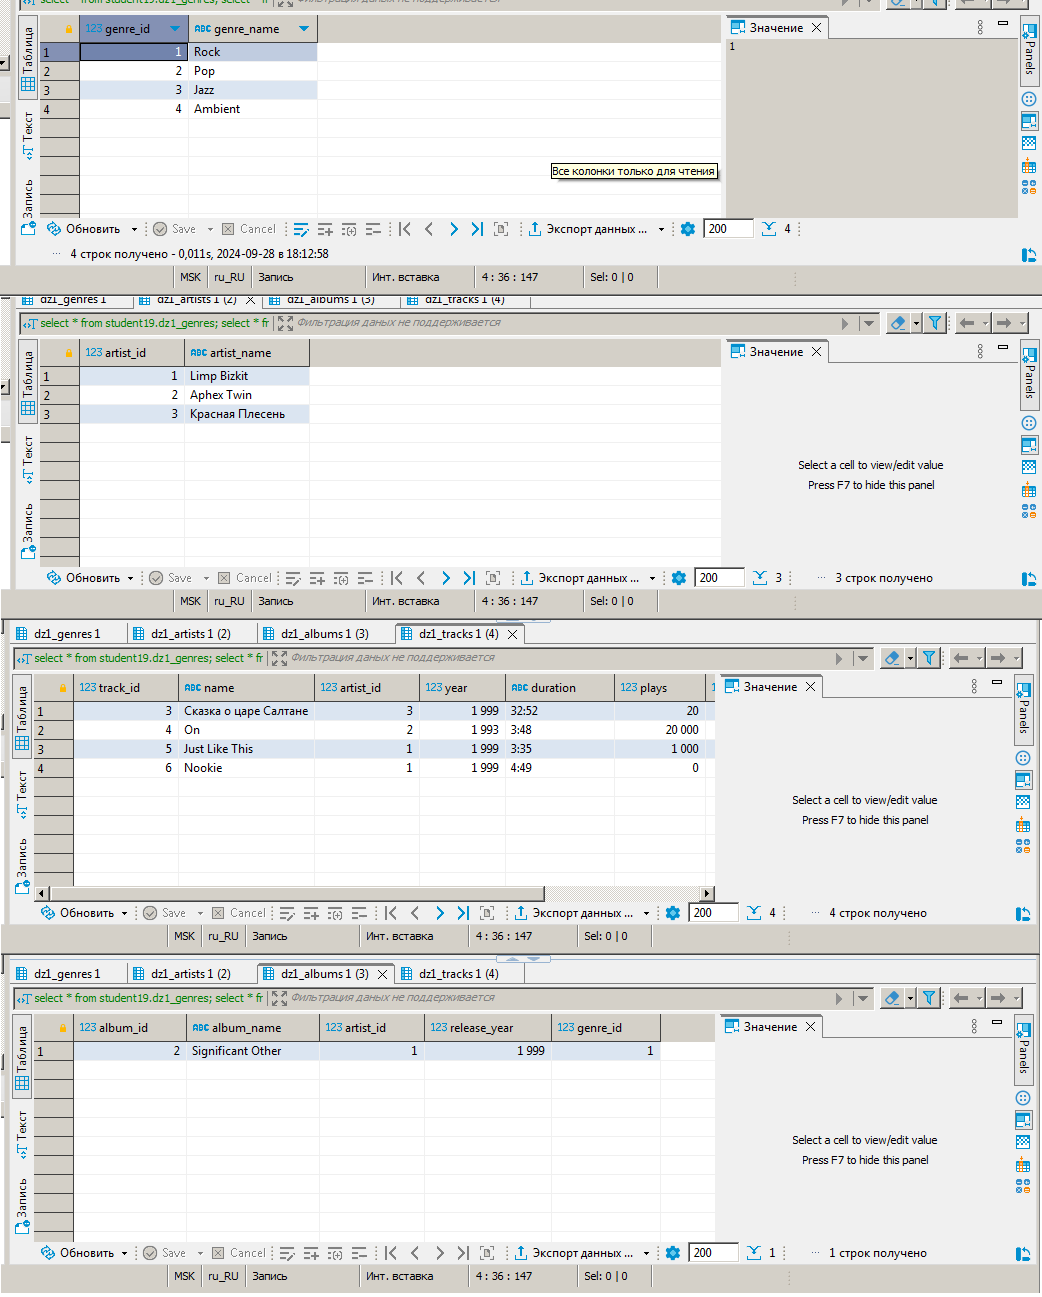 select * from student19.dz1_genres; select * fr Фильтрация даных не поддерживается
Таблица
Текст
Запись
123 genre_id ABC genre_name
1 1 Rock
2 2 Pop
3 3 Jazz
4 4 Ambient
Значение
1
Panels
Все колонки только для чтения
Обновить Save Cancel Экспорт данных ... 200 4
4 строк получено - 0,011s, 2024-09-28 в 18:12:58
MSK ru_RU Запись Инт. вставка 4 : 36 : 147 Sel: 0 | 0
dz1_genres 1 dz1_artists 1 (2) dz1_albums 1 (3) dz1_tracks 1 (4)
select * from student19.dz1_genres; select * fr Фильтрация даных не поддерживается
Таблица
Текст
Запись
123 artist_id ABC artist_name
1 1 Limp Bizkit
2 2 Aphex Twin
3 3 Красная Плесень
Значение
Select a cell to view/edit value
Press F7 to hide this panel
Panels
Обновить Save Cancel Экспорт данных ... 200 3 ··· 3 строк получено
MSK ru_RU Запись Инт. вставка 4 : 36 : 147 Sel: 0 | 0
dz1_genres 1 dz1_artists 1 (2) dz1_albums 1 (3) dz1_tracks 1 (4)
select * from student19.dz1_genres; select * fr Фильтрация даных не поддерживается
Таблица
Текст
Запись
123 track_id ABC name 123 artist_id 123 year ABC duration 123 plays
1 3 Сказка о царе Салтане 3 1 999 32:52 20
2 4 On 2 1 993 3:48 20 000
3 5 Just Like This 1 1 999 3:35 1 000
4 6 Nookie 1 1 999 4:49 0
Значение
Select a cell to view/edit value
Press F7 to hide this panel
Panels
Обновить Save Cancel Экспорт данных ... 200 4 ··· 4 строк получено
MSK ru_RU Запись Инт. вставка 4 : 36 : 147 Sel: 0 | 0
dz1_genres 1 dz1_artists 1 (2) dz1_albums 1 (3) dz1_tracks 1 (4)
select * from student19.dz1_genres; select * fr Фильтрация даных не поддерживается
Таблица
Текст
Запись
123 album_id ABC album_name 123 artist_id 123 release_year 123 genre_id
1 2 Significant Other 1 1 999 1
Значение
Select a cell to view/edit value
Press F7 to hide this panel
Panels
Обновить Save Cancel Экспорт данных ... 200 1 ··· 1 строк получено
MSK ru_RU Запись Инт. вставка 4 : 36 : 147 Sel: 0 | 0